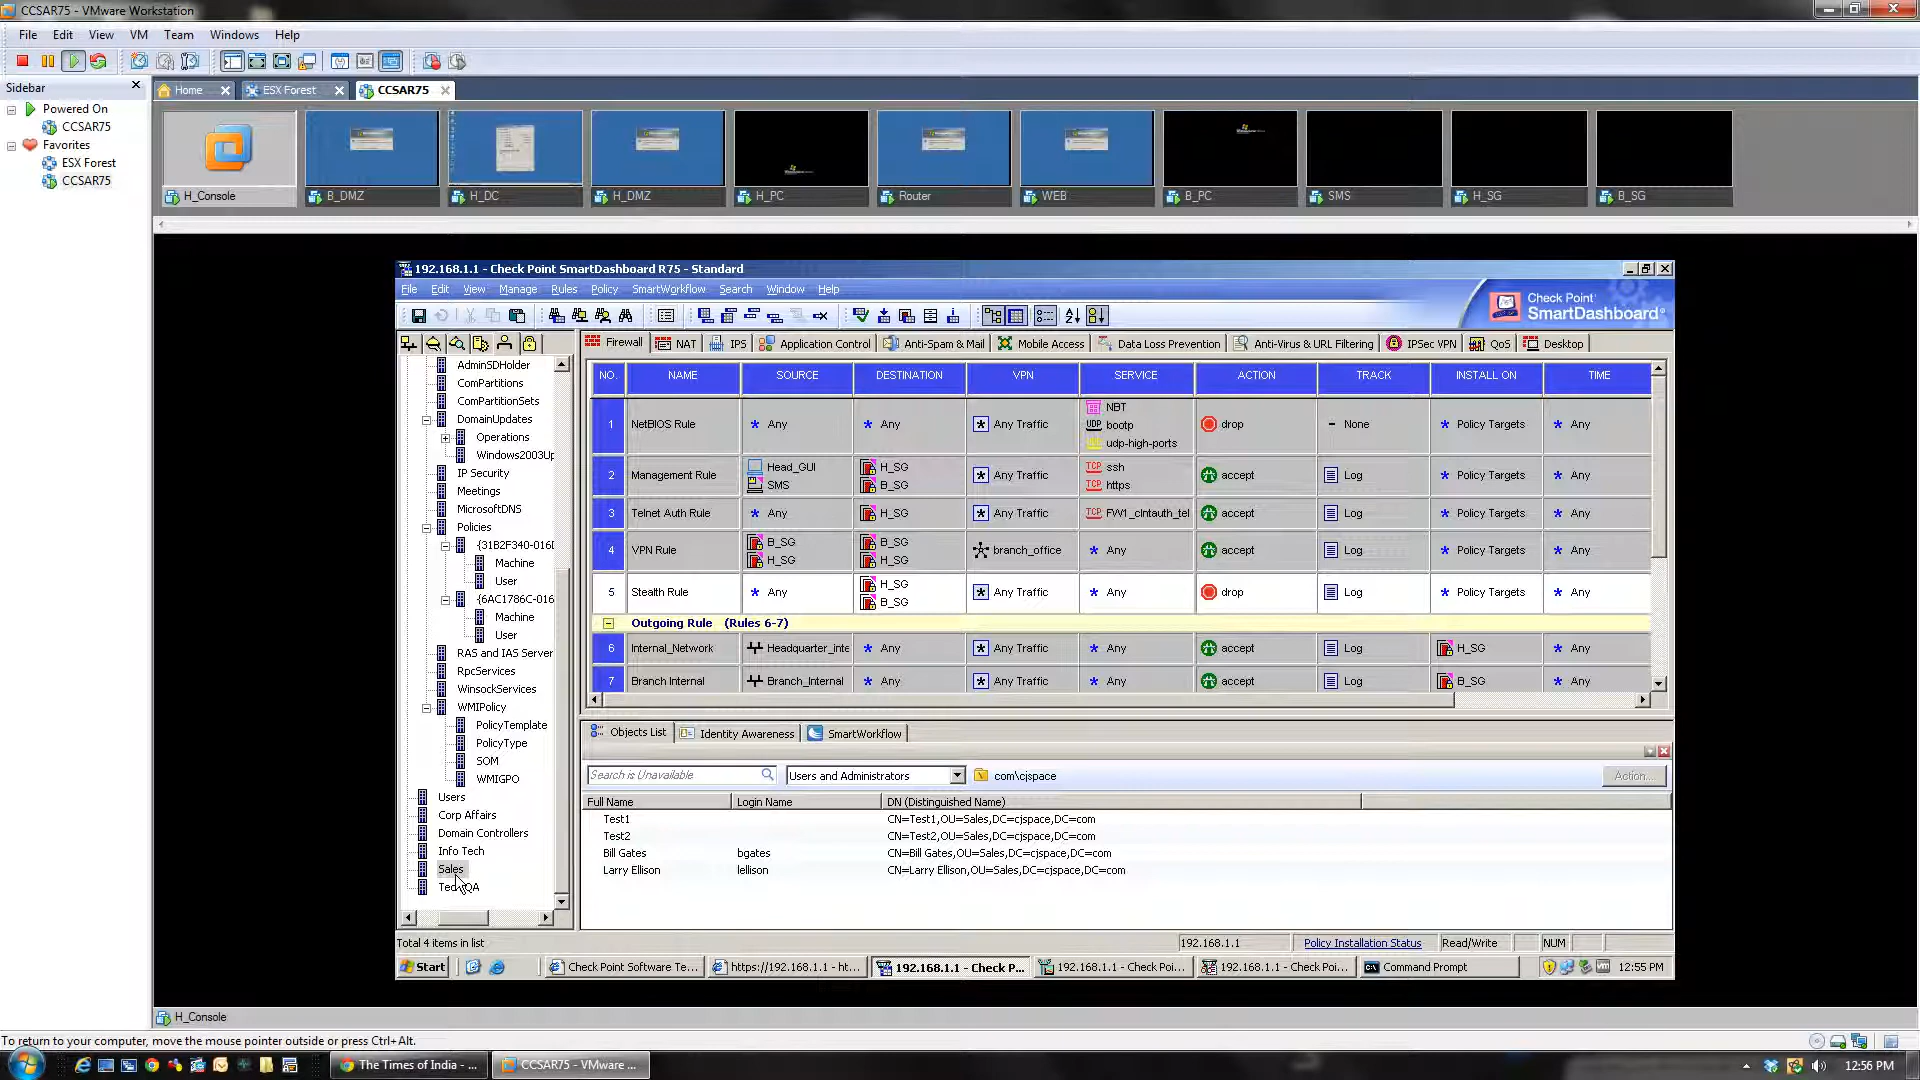 CCSAR75 - VMware Workstation
File Edit View VM Team Windows Help
Sidebar
Powered On
CCSAR75
Favorites
ESX Forest
CCSAR75
Home ESX Forest CCSAR75
H_Console B_DMZ H_DC H_DMZ H_PC Router WEB B_PC SMS H_SG B_SG
192.168.1.1 - Check Point SmartDashboard R75 - Standard
File Edit View Manage Rules Policy SmartWorkflow Search Window Help
Check Point
SmartDashboard
Firewall NAT IPS Application Control Anti-Spam & Mail Mobile Access Data Loss Prevention Anti-Virus & URL Filtering IPSec VPN QoS Desktop
AdminSDHolder
ComPartitions
ComPartitionSets
DomainUpdates
Operations
Windows2003Up
IP Security
Meetings
MicrosoftDNS
Policies
{31B2F340-016D
Machine
User
{6AC1786C-016
Machine
User
RAS and IAS Server
RpcServices
WinsockServices
WMIPolicy
PolicyTemplate
PolicyType
SOM
WMIGPO
Users
Corp Affairs
Domain Controllers
Info Tech
Sales
NO. NAME SOURCE DESTINATION VPN SERVICE ACTION TRACK INSTALL ON TIME
1 NetBIOS Rule Any Any Any Traffic NBT drop None Policy Targets Any
UDP bootp
udp-high-ports
2 Management Rule Head_GUI H_SG Any Traffic TCP ssh accept Log Policy Targets Any
SMS B_SG TCP https
3 Telnet Auth Rule Any H_SG Any Traffic TCP FW1_clntauth_tel accept Log Policy Targets Any
4 VPN Rule B_SG B_SG branch_office Any accept Log Policy Targets Any
H_SG H_SG
5 Stealth Rule Any H_SG Any Traffic Any drop Log Policy Targets Any
B_SG
Outgoing Rule (Rules 6-7)
6 Internal_Network Headquarter_inte Any Any Traffic Any accept Log H_SG Any
7 Branch Internal Branch_Internal Any Any Traffic Any accept Log B_SG Any
Objects List Identity Awareness SmartWorkflow
Search is Unavailable Users and Administrators com\cjspace Action...
Full Name Login Name DN (Distinguished Name)
Test1 CN=Test1,OU=Sales,DC=cjspace,DC=com
Test2 CN=Test2,OU=Sales,DC=cjspace,DC=com
Bill Gates bgates CN=Bill Gates,OU=Sales,DC=cjspace,DC=com
Larry Ellison lellison CN=Larry Ellison,OU=Sales,DC=cjspace,DC=com
Total 4 items in list 192.168.1.1 Policy Installation Status Read/Write NUM
Start Check Point Software Te... https://192.168.1.1 - ht... 192.168.1.1 - Check P... 192.168.1.1 - Check Poi... 192.168.1.1 - Check Poi... Command Prompt 12:55 PM
H_Console
To return to your computer, move the mouse pointer outside or press Ctrl+Alt.
The Times of India - ... CCSAR75 - VMware ... 12:56 PM